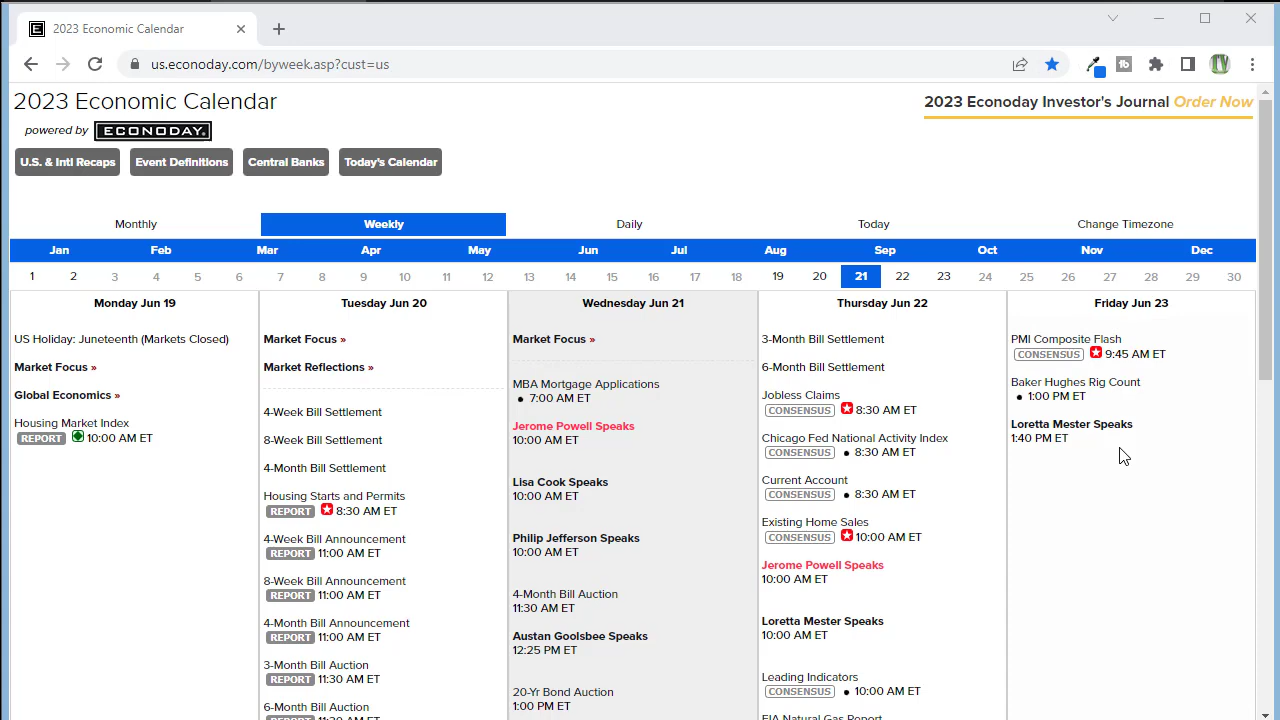 2023 Economic Calendar
us.econoday.com/byweek.asp?cust=us
2023 Economic Calendar
2023 Econoday Investor's Journal Order Now
powered by ECONODAY
U.S. & Intl Recaps Event Definitions Central Banks Today's Calendar
Monthly Weekly Daily Today Change Timezone
Jan Feb Mar Apr May Jun Jul Aug Sep Oct Nov Dec
1 2 3 4 5 6 7 8 9 10 11 12 13 14 15 16 17 18 19 20 21 22 23 24 25 26 27 28 29 30
Monday Jun 19
US Holiday: Juneteenth (Markets Closed)
Market Focus »
Global Economics »
Housing Market Index
REPORT 10:00 AM ET
Tuesday Jun 20
Market Focus »
Market Reflections »
4-Week Bill Settlement
8-Week Bill Settlement
4-Month Bill Settlement
Housing Starts and Permits
REPORT 8:30 AM ET
4-Week Bill Announcement
REPORT 11:00 AM ET
8-Week Bill Announcement
REPORT 11:00 AM ET
4-Month Bill Announcement
REPORT 11:00 AM ET
3-Month Bill Auction
REPORT 11:30 AM ET
6-Month Bill Auction
REPORT 11:30 AM ET
Wednesday Jun 21
Market Focus »
MBA Mortgage Applications
• 7:00 AM ET
Jerome Powell Speaks
10:00 AM ET
Lisa Cook Speaks
10:00 AM ET
Philip Jefferson Speaks
10:00 AM ET
4-Month Bill Auction
11:30 AM ET
Austan Goolsbee Speaks
12:25 PM ET
20-Yr Bond Auction
1:00 PM ET
Thursday Jun 22
3-Month Bill Settlement
6-Month Bill Settlement
Jobless Claims
CONSENSUS 8:30 AM ET
Chicago Fed National Activity Index
CONSENSUS • 8:30 AM ET
Current Account
CONSENSUS • 8:30 AM ET
Existing Home Sales
CONSENSUS 10:00 AM ET
Jerome Powell Speaks
10:00 AM ET
Loretta Mester Speaks
10:00 AM ET
Leading Indicators
CONSENSUS • 10:00 AM ET
EIA Natural Gas Report
Friday Jun 23
PMI Composite Flash
CONSENSUS 9:45 AM ET
Baker Hughes Rig Count
• 1:00 PM ET
Loretta Mester Speaks
1:40 PM ET